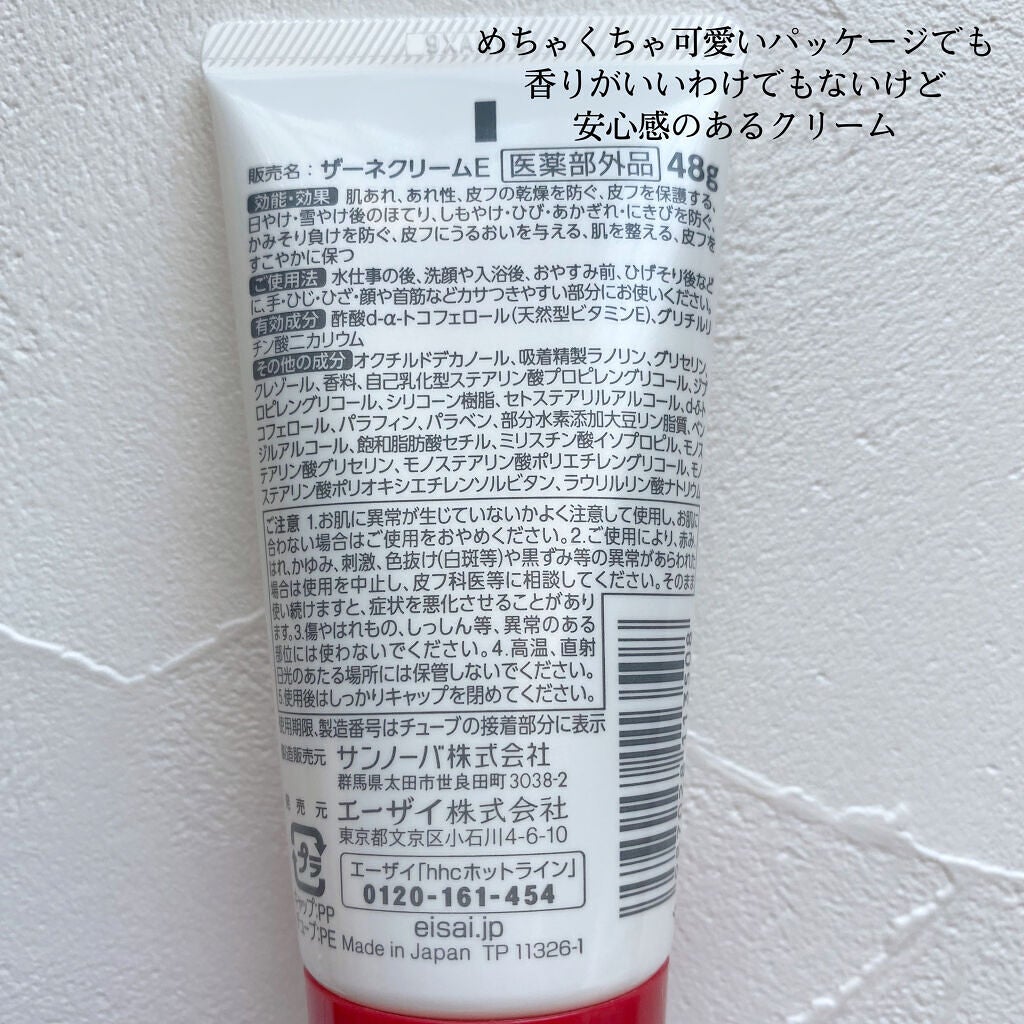 めちゃくちゃ可愛いパッケージでも
香りがいいわけでもないけど
安心感のあるクリーム
販売名：ザーネクリームE 医薬部外品 48g
効能・効果 肌あれ、あれ性、皮フの乾燥を防ぐ、皮フを保護する、
日やけ・雪やけ後のほてり、しもやけ・ひび・あかぎれ・にきびを防ぐ、
かみそり負けを防ぐ、皮フにうるおいを与える、肌を整える、皮フを
すこやかに保つ
ご使用法 水仕事の後、洗顔や入浴後、おやすみ前、ひげそり後など
に、手・ひじ・ひざ・顔や首筋などカサつきやすい部分にお使いください。
有効成分 酢酸d-α-トコフェロール（天然型ビタミンE）、グリチルリ
チン酸二カリウム
その他の成分 オクチルドデカノール、吸着精製ラノリン、グリセリン、
クレゾール、香料、自己乳化型ステアリン酸プロピレングリコール、ジプ
ロピレングリコール、シリコーン樹脂、セトステアリルアルコール、d-δ-ト
コフェロール、パラフィン、パラベン、部分水素添加大豆リン脂質、ベン
ジルアルコール、飽和脂肪酸セチル、ミリスチン酸イソプロピル、モノス
テアリン酸グリセリン、モノステアリン酸ポリエチレングリコール、モノ
ステアリン酸ポリオキシエチレンソルビタン、ラウリルリン酸ナトリウム
ご注意 1.お肌に異常が生じていないかよく注意して使用し、お肌に
合わない場合はご使用をおやめください。2.ご使用により、赤み、
はれ、かゆみ、刺激、色抜け（白斑等）や黒ずみ等の異常があらわれた
場合は使用を中止し、皮フ科医等に相談してください。そのまま
使い続けますと、症状を悪化させることがあり
ます。3.傷やはれもの、しっしん等、異常のある
部位には使わないでください。4.高温、直射
日光のあたる場所には保管しないでください。
5.使用後はしっかりキャップを閉めてください。
使用期限、製造番号はチューブの接着部分に表示
製造販売元 サンノーバ株式会社
群馬県太田市世良田町3038-2
発売元 エーザイ株式会社
東京都文京区小石川4-6-10
エーザイ「hhcホットライン」
0120-161-454
プラ
キャップ:PP
チューブ:PE
eisai.jp
Made in Japan TP 11326-1